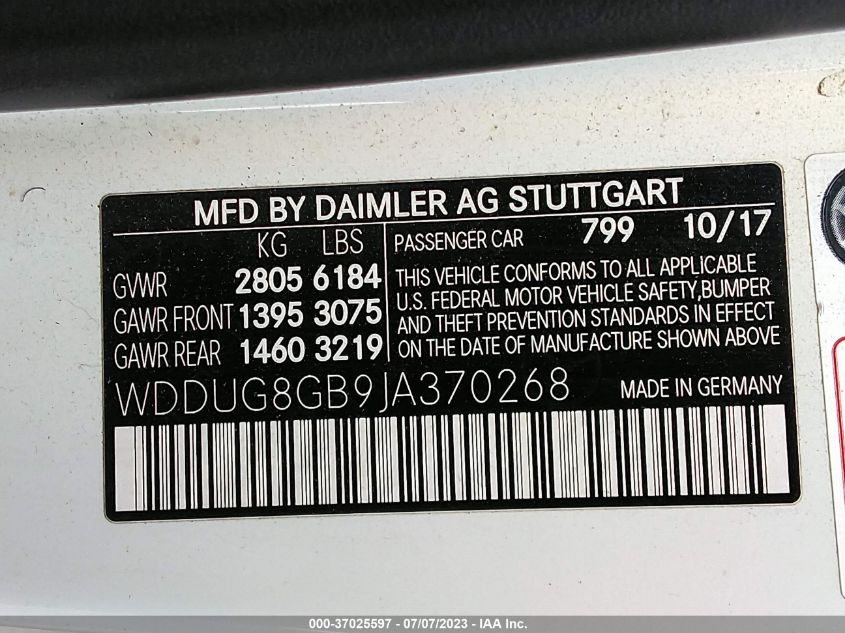 MFD BY DAIMLER AG STUTTGART
KG LBS
GVWR 2805 6184
GAWR FRONT 1395 3075
GAWR REAR 1460 3219
PASSENGER CAR 799 10/17
THIS VEHICLE CONFORMS TO ALL APPLICABLE
U.S. FEDERAL MOTOR VEHICLE SAFETY,BUMPER
AND THEFT PREVENTION STANDARDS IN EFFECT
ON THE DATE OF MANUFACTURE SHOWN ABOVE
WDDUG8GB9JA370268 MADE IN GERMANY
000-37025597 - 07/07/2023 - IAA Inc.